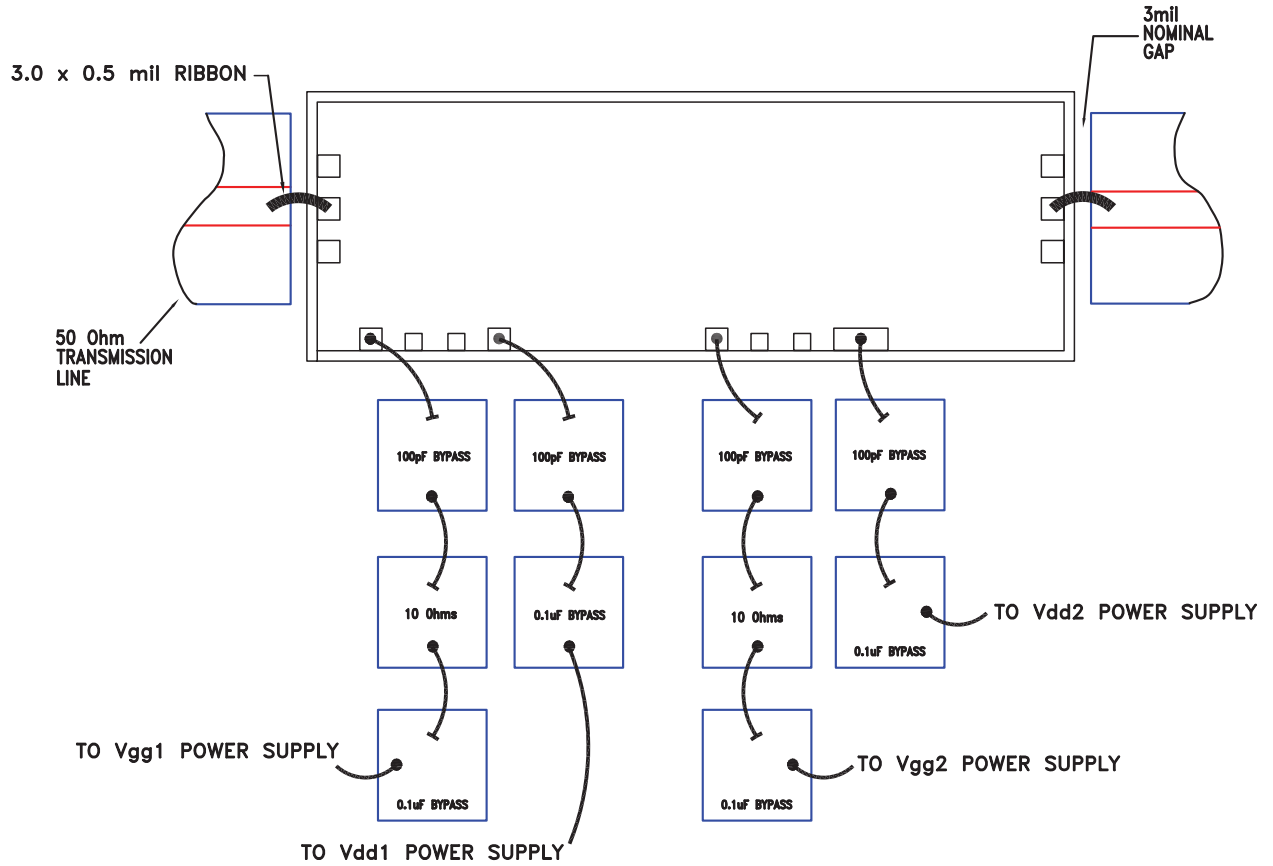 3mil
NOMINAL
GAP
3.0 x 0.5 mil RIBBON
50 Ohm
TRANSMISSION
LINE
100pF BYPASS
100pF BYPASS
100pF BYPASS
100pF BYPASS
10 Ohms
0.1uF BYPASS
10 Ohms
0.1uF BYPASS
TO Vdd2 POWER SUPPLY
TO Vgg1 POWER SUPPLY
0.1uF BYPASS
0.1uF BYPASS
TO Vgg2 POWER SUPPLY
TO Vdd1 POWER SUPPLY